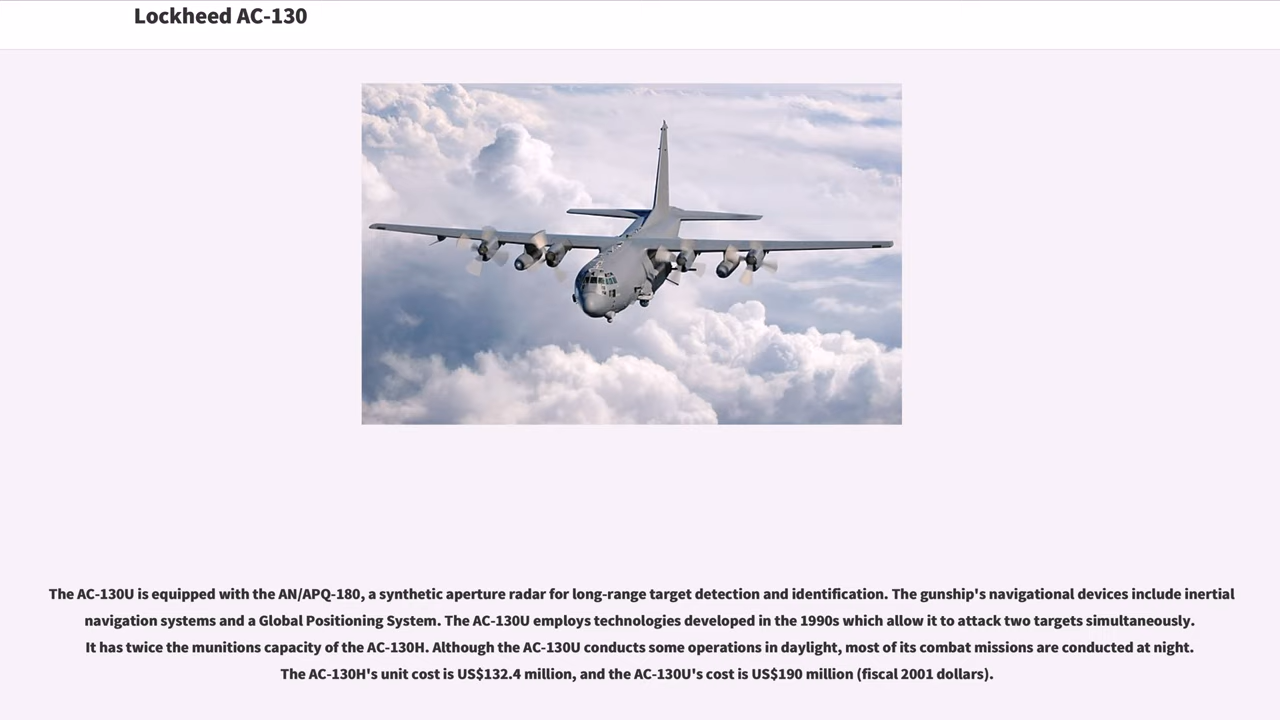 Lockheed AC-130
The AC-130U is equipped with the AN/APQ-180, a synthetic aperture radar for long-range target detection and identification. The gunship's navigational devices include inertial
navigation systems and a Global Positioning System. The AC-130U employs technologies developed in the 1990s which allow it to attack two targets simultaneously.
It has twice the munitions capacity of the AC-130H. Although the AC-130U conducts some operations in daylight, most of its combat missions are conducted at night.
The AC-130H's unit cost is US$132.4 million, and the AC-130U's cost is US$190 million (fiscal 2001 dollars).